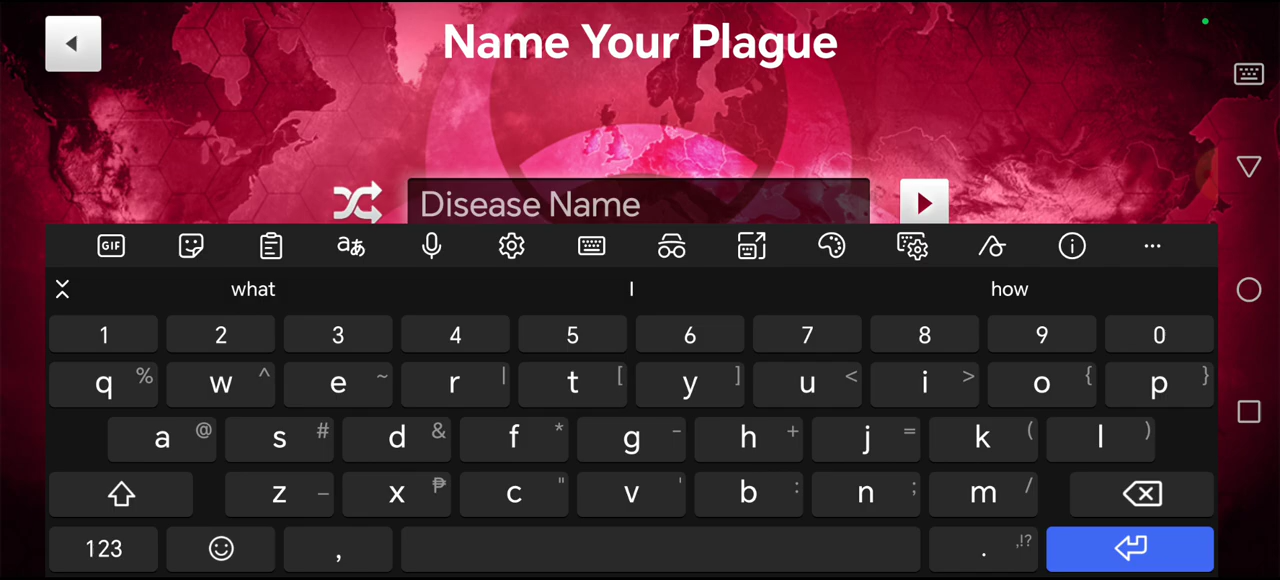 Name Your Plague
Disease Name
GIF
aあ
what I how
1 2 3 4 5 6 7 8 9 0
q % w ^ e ~ r | t [ y ] u < i > o { p }
a @ s # d & f * g - h + j = k ( l )
z _ x ₱ c " v ' b : n ; m /
123 , . ,!?